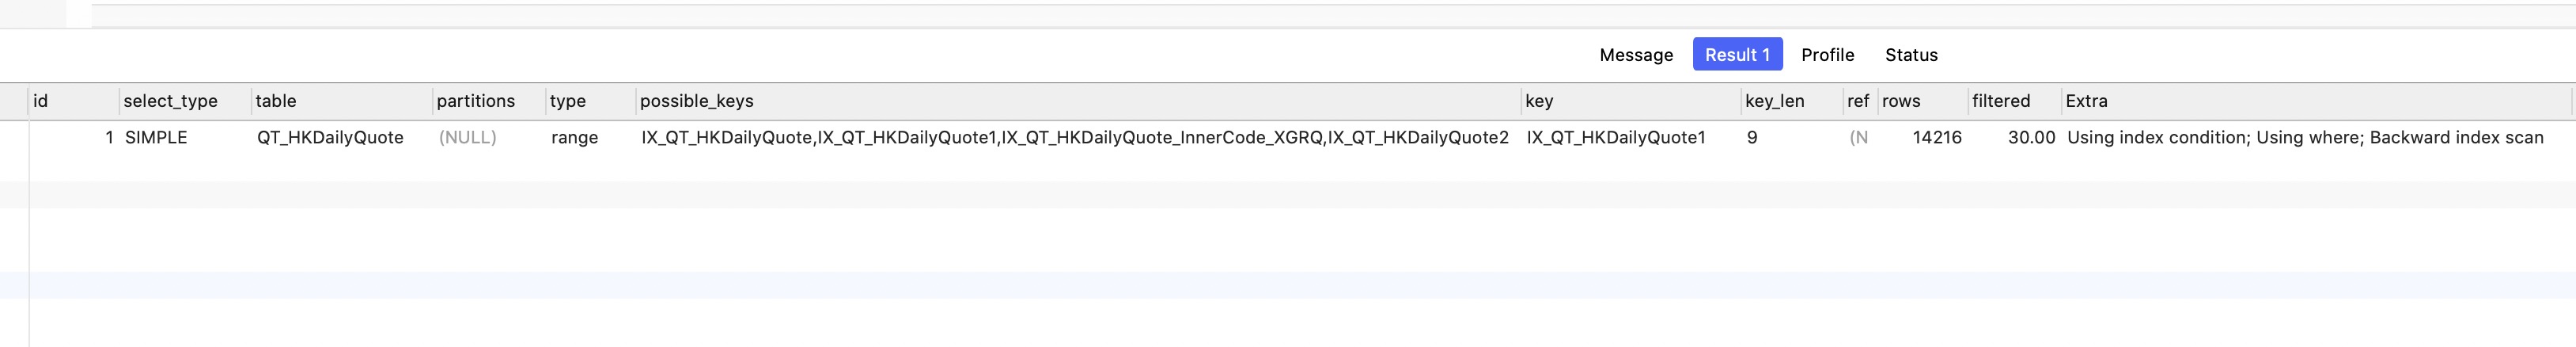 Message Result 1 Profile Status
id select_type table partitions type possible_keys key key_len ref rows filtered Extra
1 SIMPLE QT_HKDailyQuote (NULL) range IX_QT_HKDailyQuote,IX_QT_HKDailyQuote1,IX_QT_HKDailyQuote_InnerCode_XGRQ,IX_QT_HKDailyQuote2 IX_QT_HKDailyQuote1 9 (N 14216 30.00 Using index condition; Using where; Backward index scan